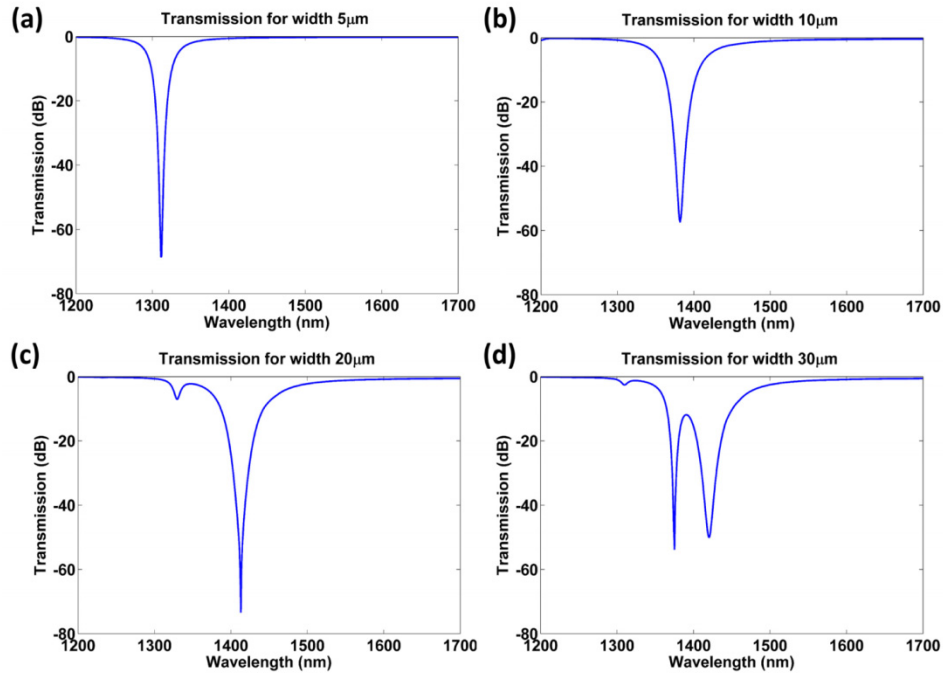 (a)
Transmission for width 5μm
Transmission (dB)
0
-20
-40
-60
-80
1200 1300 1400 1500 1600 1700
Wavelength (nm)
(b)
Transmission for width 10μm
Transmission (dB)
0
-20
-40
-60
-80
1200 1300 1400 1500 1600 1700
Wavelength (nm)
(c)
Transmission for width 20μm
Transmission (dB)
0
-20
-40
-60
-80
1200 1300 1400 1500 1600 1700
Wavelength (nm)
(d)
Transmission for width 30μm
Transmission (dB)
0
-20
-40
-60
-80
1200 1300 1400 1500 1600 1700
Wavelength (nm)